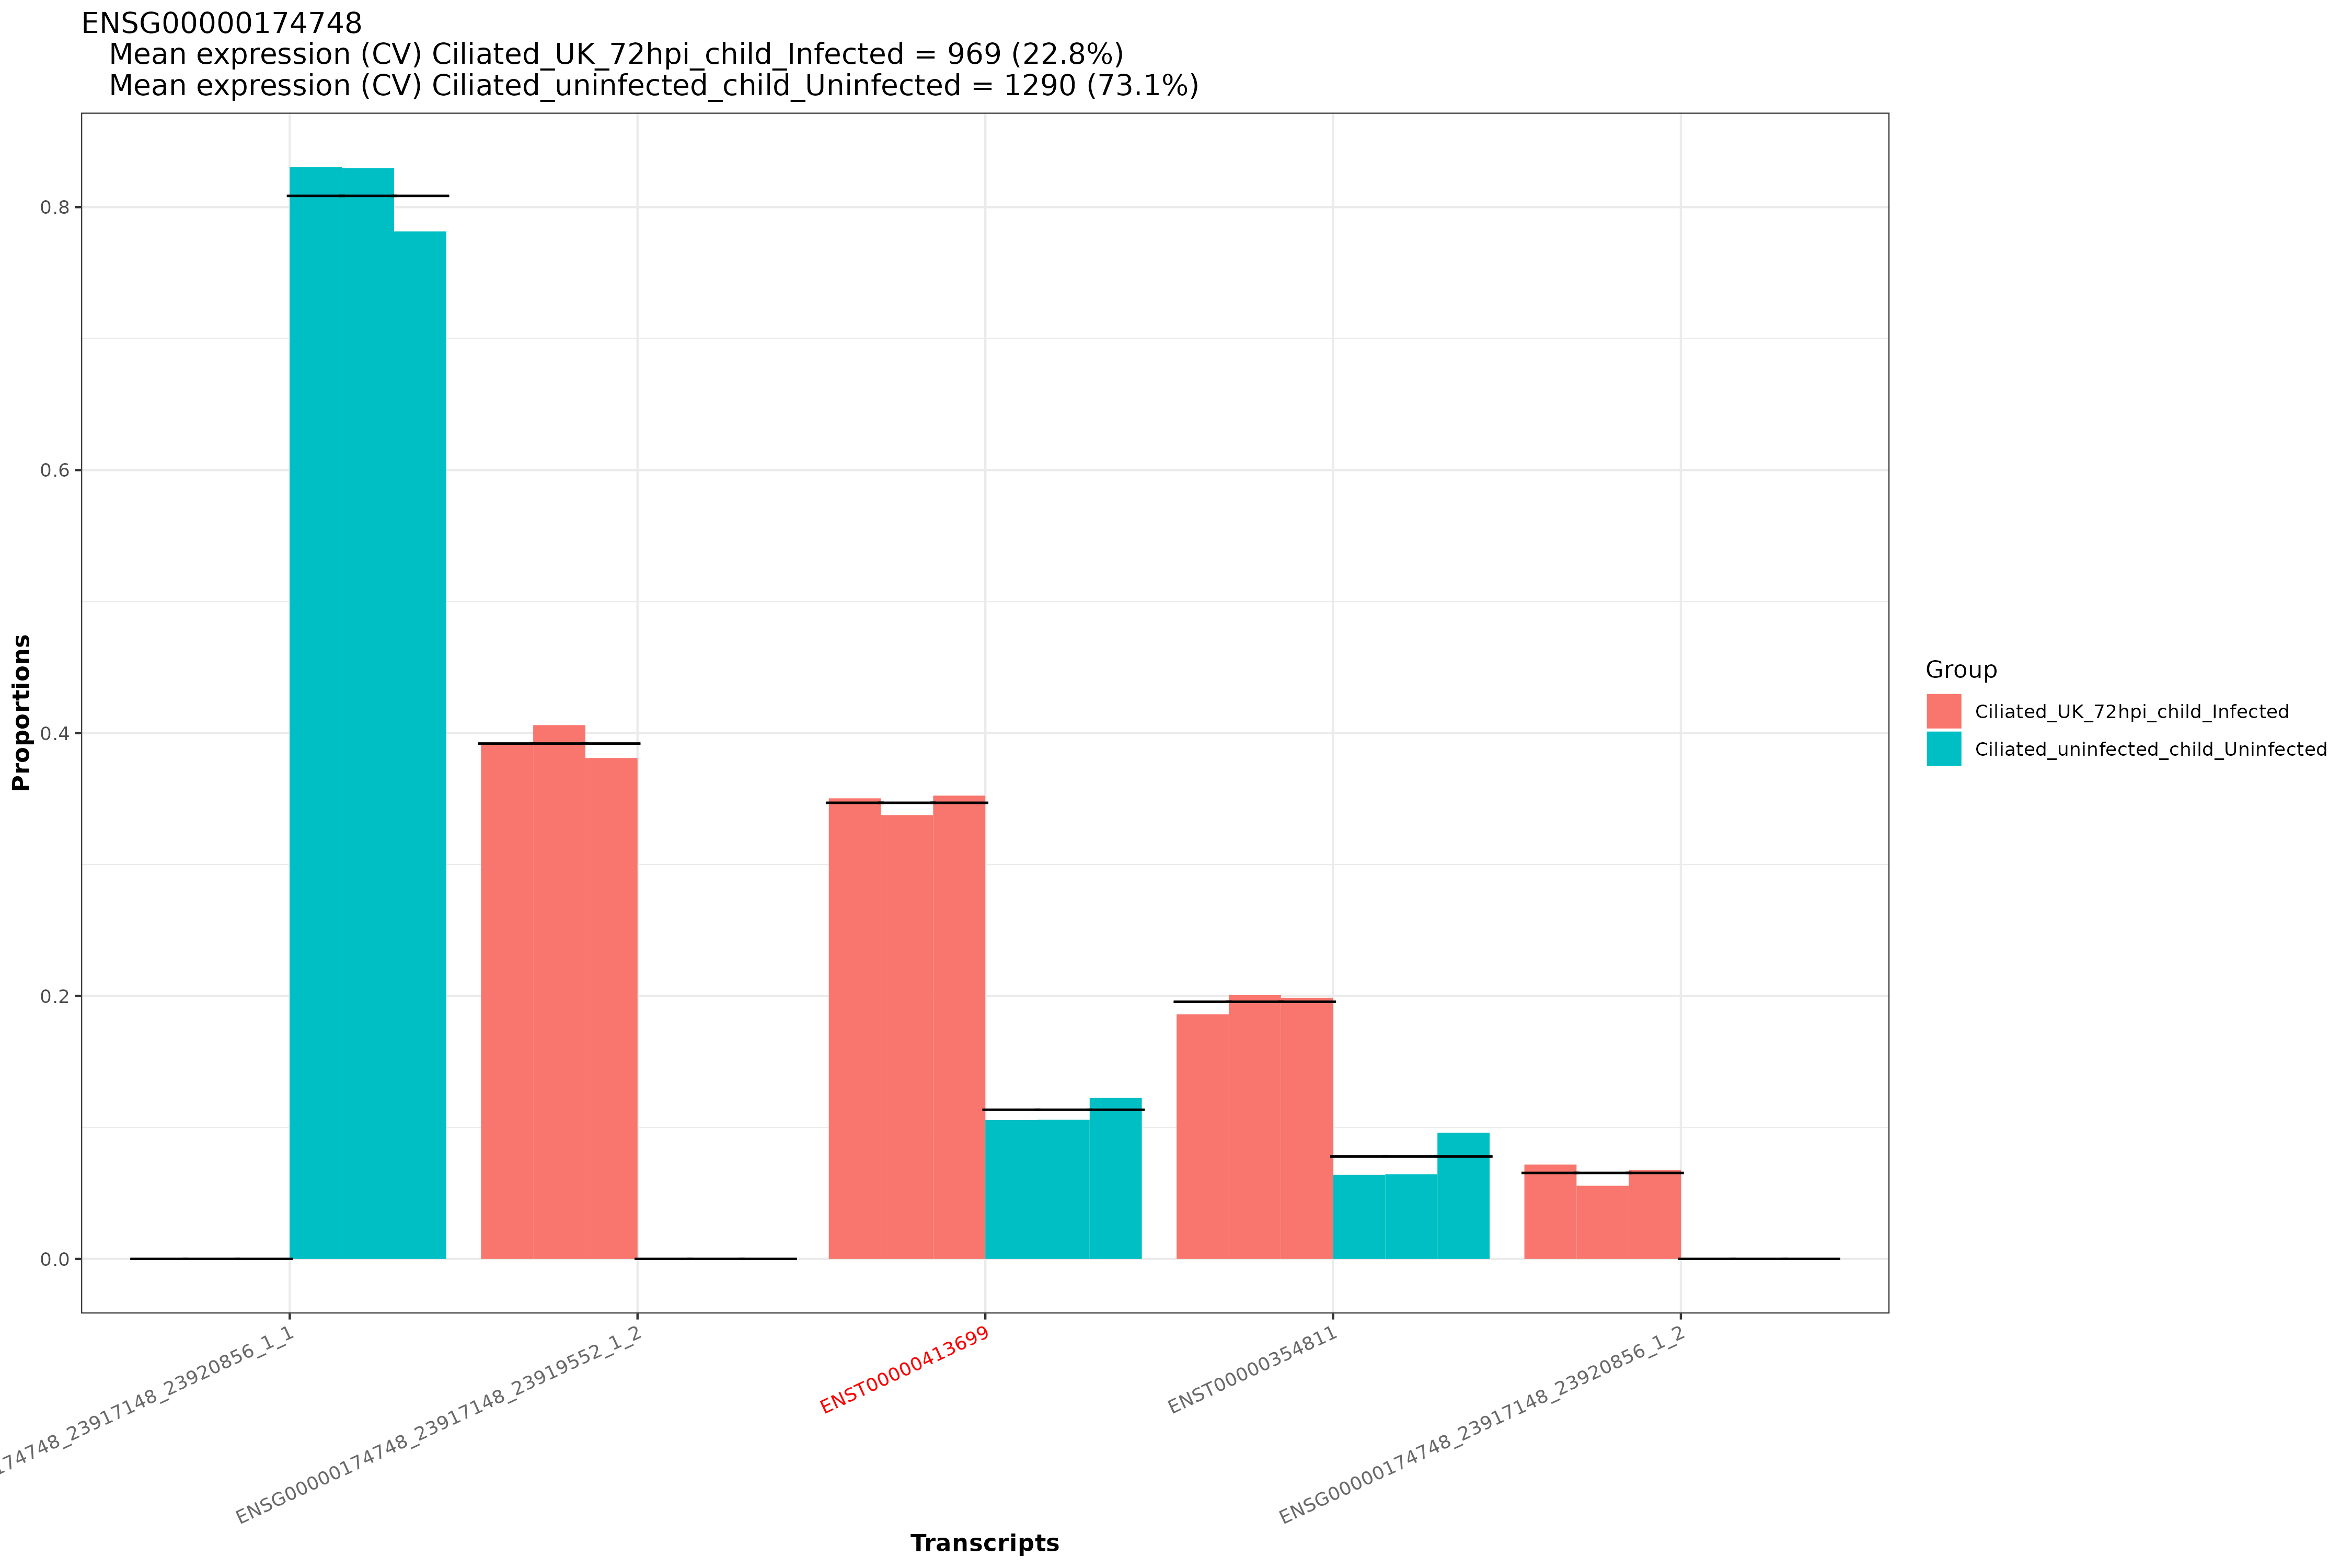 ENSG00000174748
Mean expression (CV) Ciliated_UK_72hpi_child_Infected = 969 (22.8%)
Mean expression (CV) Ciliated_uninfected_child_Uninfected = 1290 (73.1%)
Proportions
0.8
0.6
0.4
0.2
0.0
174748_23917148_23920856_1_1
ENSG00000174748_23917148_23919552_1_2
ENST00000413699
ENST00000354811
ENSG00000174748_23917148_23920856_1_2
Transcripts
Group
Ciliated_UK_72hpi_child_Infected
Ciliated_uninfected_child_Uninfected